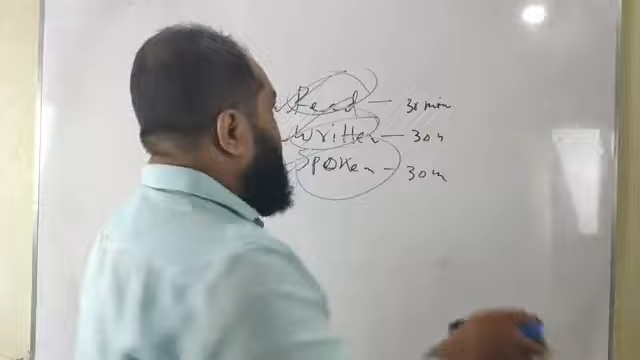 Read — 30 min
Written — 30 n
Spoken — 30 m